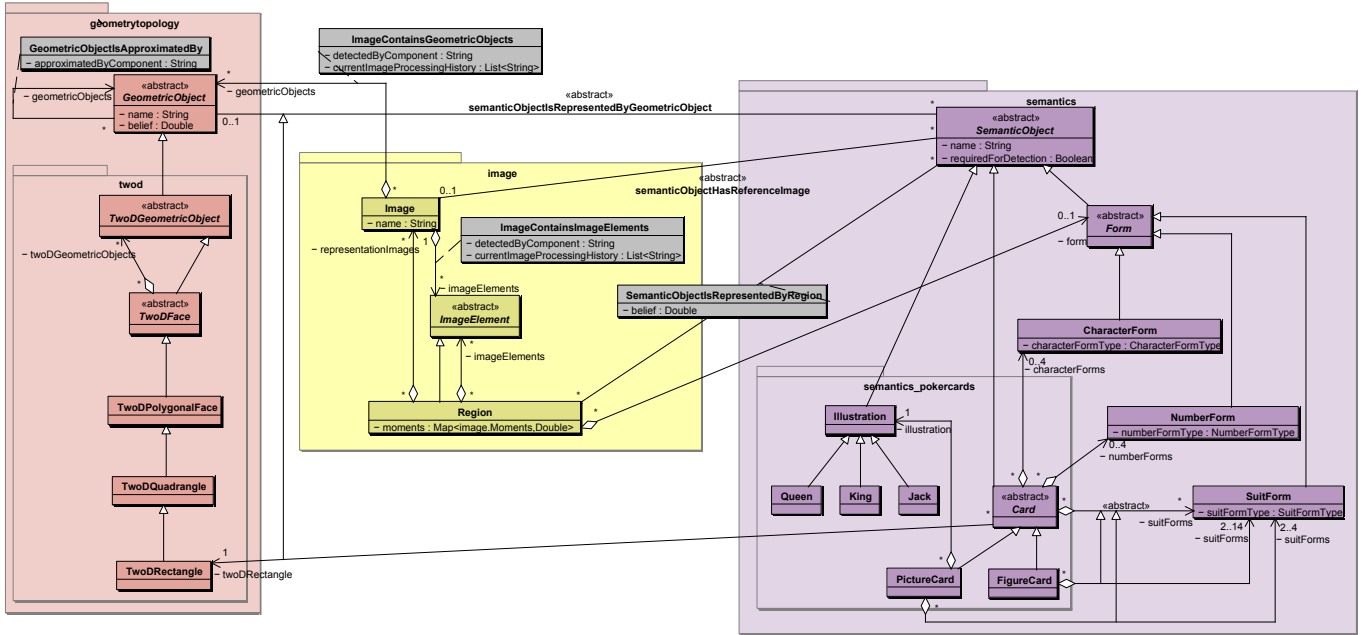 geometrytopology
GeometricObjectIsApproximatedBy
− approximatedByComponent : String
«abstract»
GeometricObject
− name : String
− belief : Double
− geometricObjects
*
*
− geometricObjects
0..1
ImageContainsGeometricObjects
− detectedByComponent : String
− currentImageProcessingHistory : List<String>
«abstract»
semanticObjectIsRepresentedByGeometricObject
twod
«abstract»
TwoDGeometricObject
*
− twoDGeometricObjects
*
«abstract»
TwoDFace
TwoDPolygonalFace
TwoDQuadrangle
TwoDRectangle
1
− twoDRectangle
image
*
0..1
Image
− name : String
*
− representationImages
1
ImageContainsImageElements
− detectedByComponent : String
− currentImageProcessingHistory : List<String>
*
− imageElements
«abstract»
ImageElement
*
− imageElements
*
*
*
*
Region
− moments : Map<image.Moments,Double>
«abstract»
semanticObjectHasReferenceImage
SemanticObjectIsRepresentedByRegion
− belief : Double
semantics
*
*
*
«abstract»
SemanticObject
− name : String
− requiredForDetection : Boolean
0..1
− form
«abstract»
Form
CharacterForm
− characterFormType : CharacterFormType
0..4
− characterForms
semantics_pokercards
Illustration
1
− illustration
Queen
King
Jack
NumberForm
− numberFormType : NumberFormType
0..4
− numberForms
*
*
*
«abstract»
Card
*
«abstract»
*
− suitForms
SuitForm
− suitFormType : SuitFormType
2..14
− suitForms
2..4
− suitForms
*
PictureCard
*
FigureCard
*